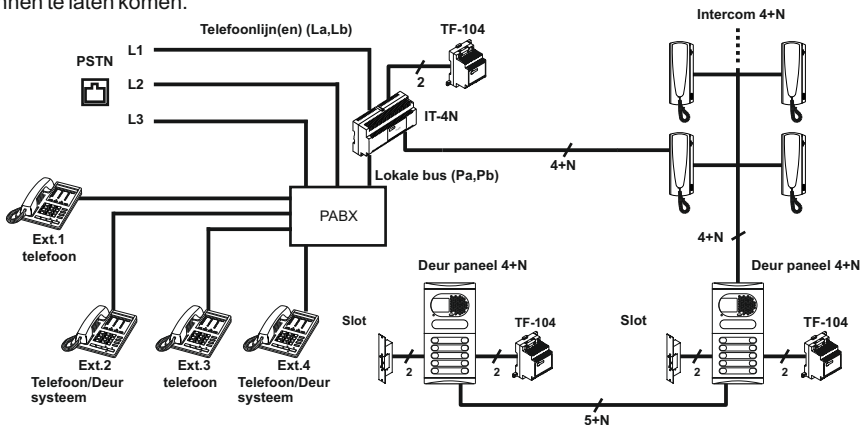 nnen te laten komen.
Telefoonlijn(en) (La,Lb)
TF-104
Intercom 4+N
L1
PSTN
L2
2
IT-4N
L3
4+N
Lokale bus (Pa,Pb)
PABX
Ext.1
telefoon
4+N
Deur paneel 4+N
Deur paneel 4+N
Slot
TF-104
Slot
TF-104
2
2
2
2
Ext.2
Telefoon/Deur
systeem
Ext.3
telefoon
Ext.4
Telefoon/Deur
systeem
5+N